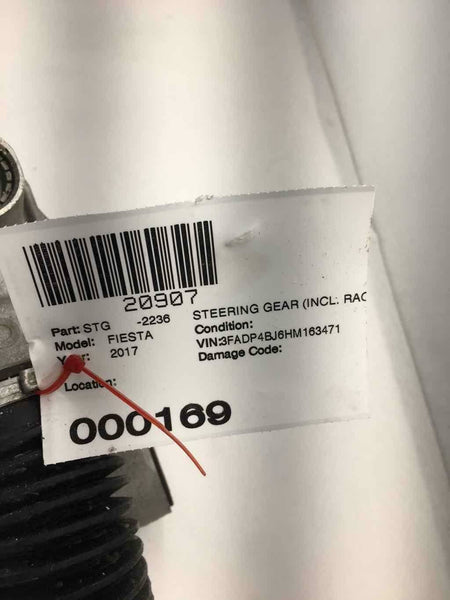 20907
Part: STG -2236 STEERING GEAR (INCL. RAC
Model: FIESTA Condition:
2017 VIN:3FADP4BJ6HM163471
Damage Code:
Location:
000169